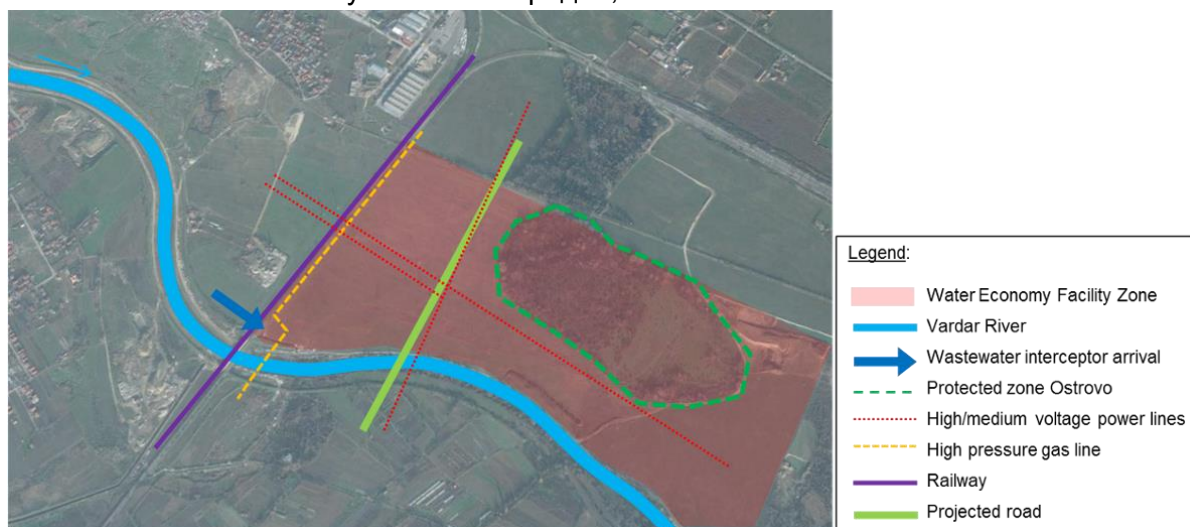 Legend:
Water Economy Facility Zone
Vardar River
Wastewater interceptor arrival
Protected zone Ostrovo
High/medium voltage power lines
High pressure gas line
Railway
Projected road